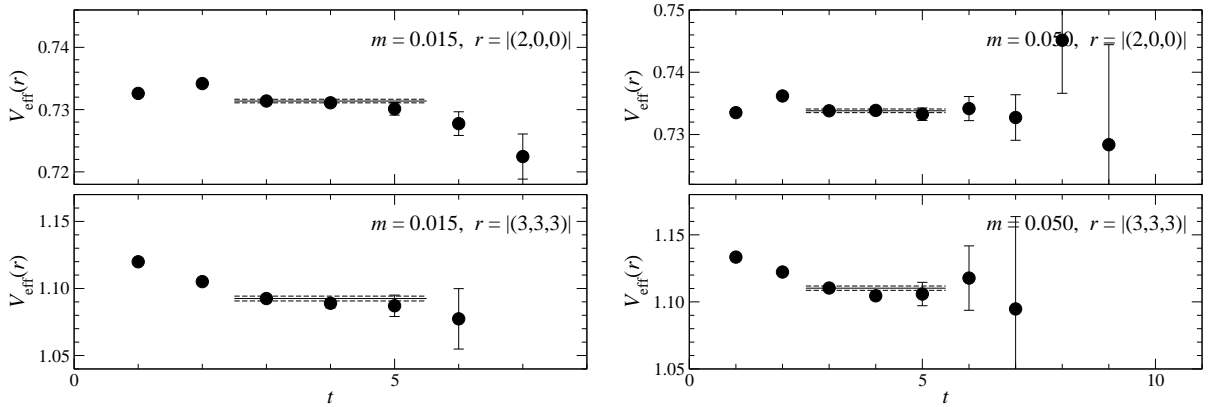 0.74
0.73
0.72
V_eff(r)
m = 0.015, r = |(2,0,0)|
1.15
1.10
1.05
V_eff(r)
m = 0.015, r = |(3,3,3)|
0 5
t
0.75
0.74
0.73
V_eff(r)
m = 0.050, r = |(2,0,0)|
1.15
1.10
1.05
V_eff(r)
m = 0.050, r = |(3,3,3)|
0 5 10
t